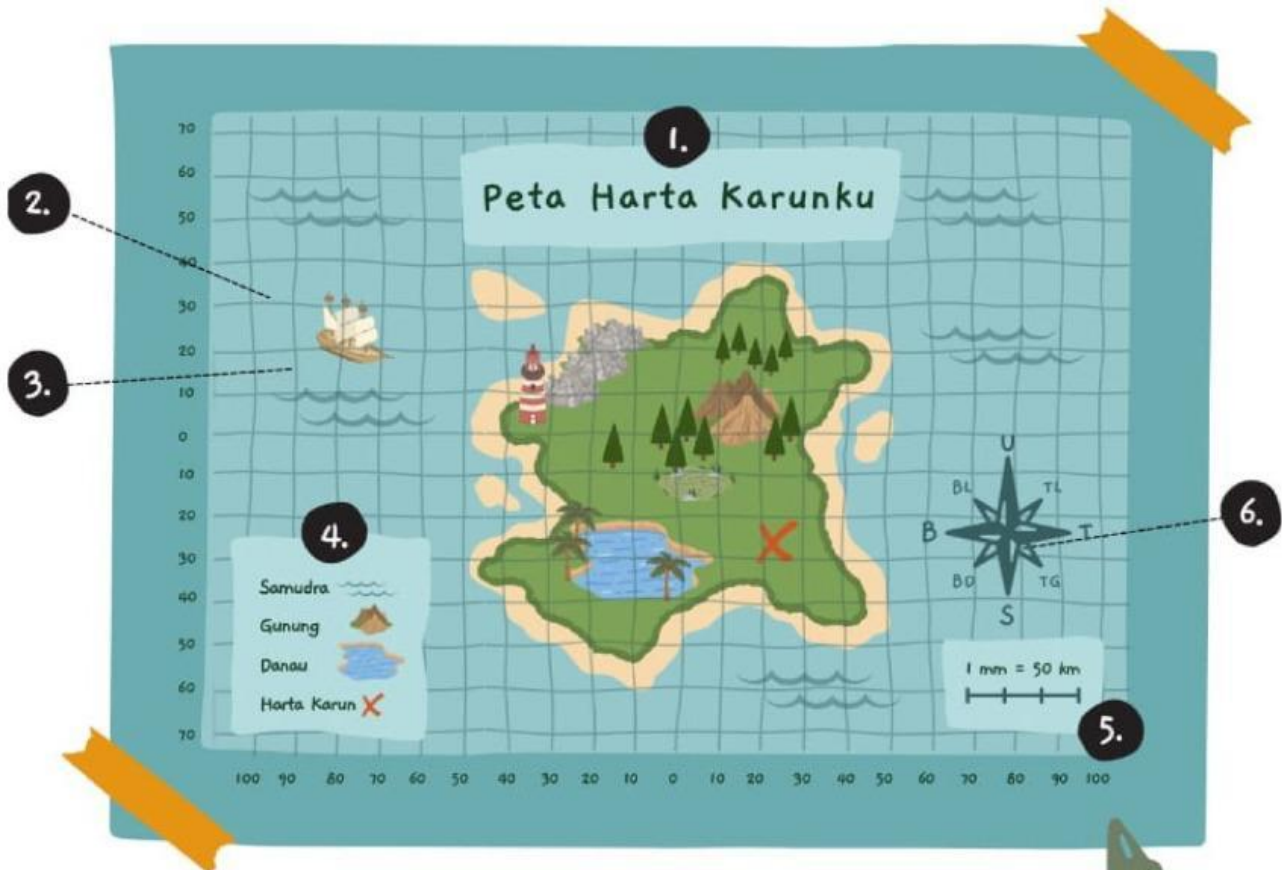 1.
Peta Harta Karunku
2.
3.
70
60
50
40
30
20
10
0
10
20
30
40
50
60
70
U
BL TL
B T
BD TG
S
6.
4.
Samudra
Gunung
Danau
Harta Karun
1 mm = 50 km
5.
100 90 80 70 60 50 40 30 20 10 0 10 20 30 40 50 60 70 80 90 100